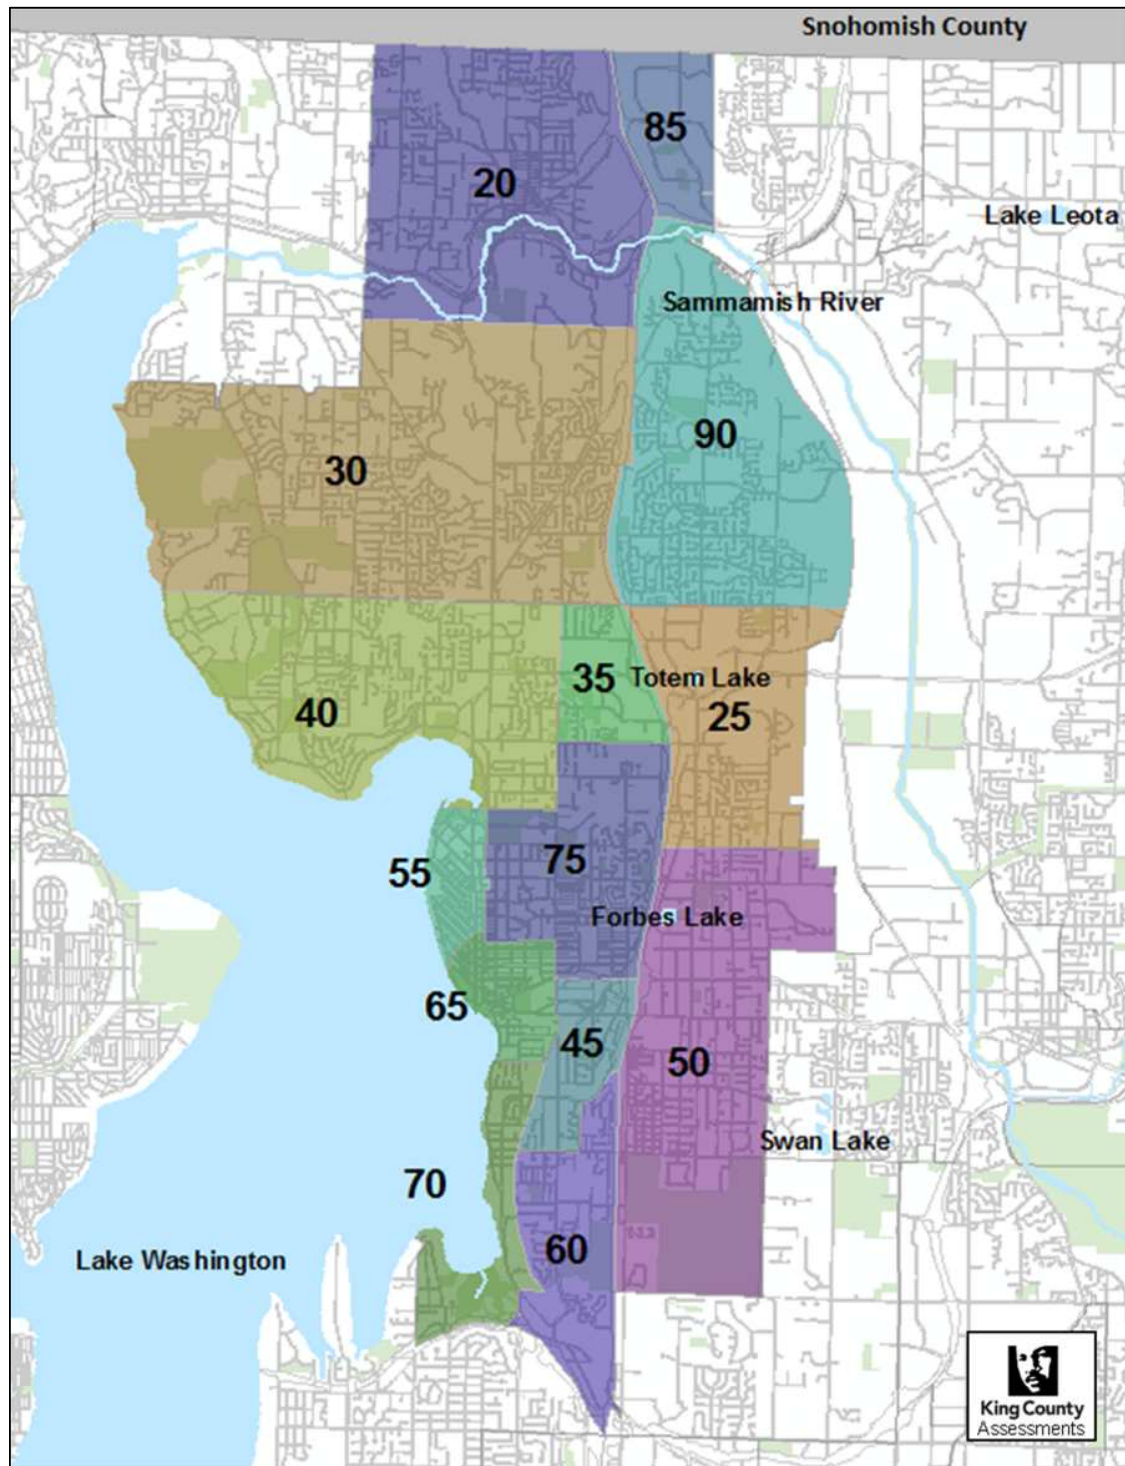 Snohomish County
85
20
Lake Leota
Sammamish River
90
30
35
Totem Lake
40
25
75
55
Forbes Lake
65
45
50
Swan Lake
70
60
Lake Washington
King County
Assessments